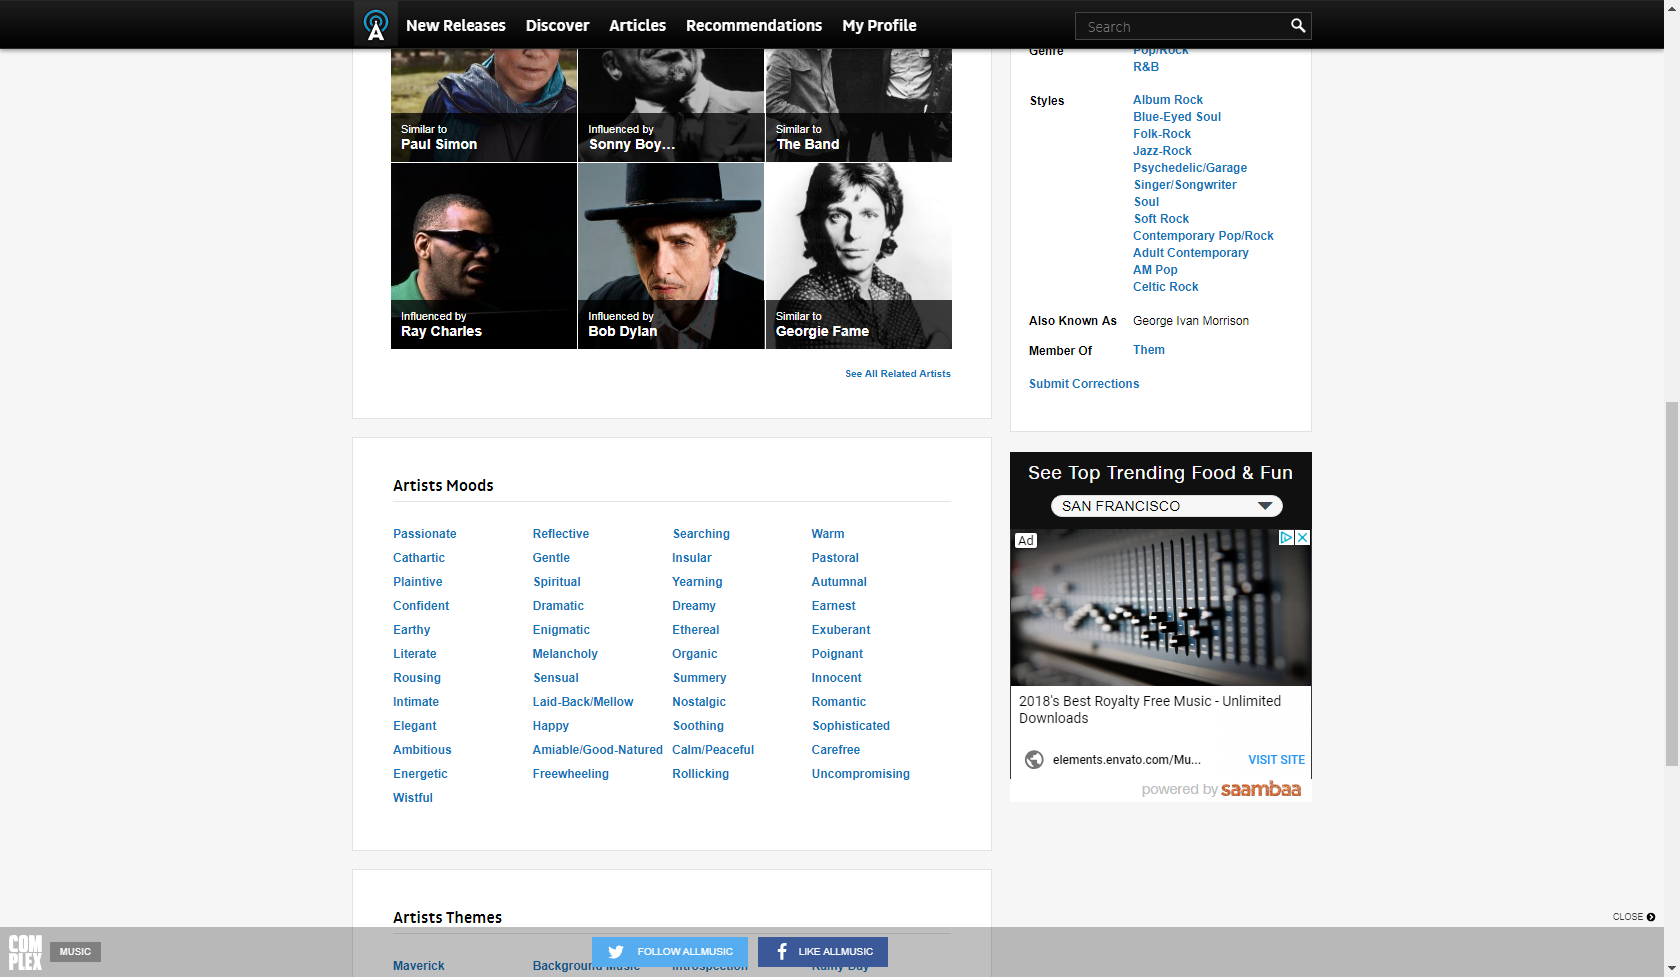 New Releases Discover Articles Recommendations My Profile
Search
Similar to
Paul Simon
Influenced by
Sonny Boy...
Similar to
The Band
Influenced by
Ray Charles
Influenced by
Bob Dylan
Similar to
Georgie Fame
See All Related Artists
Genre
Pop/Rock
R&B
Styles
Album Rock
Blue-Eyed Soul
Folk-Rock
Jazz-Rock
Psychedelic/Garage
Singer/Songwriter
Soul
Soft Rock
Contemporary Pop/Rock
Adult Contemporary
AM Pop
Celtic Rock
Also Known As George Ivan Morrison
Member Of Them
Submit Corrections
Artists Moods
Passionate Reflective Searching Warm
Cathartic Gentle Insular Pastoral
Plaintive Spiritual Yearning Autumnal
Confident Dramatic Dreamy Earnest
Earthy Enigmatic Ethereal Exuberant
Literate Melancholy Organic Poignant
Rousing Sensual Summery Innocent
Intimate Laid-Back/Mellow Nostalgic Romantic
Elegant Happy Soothing Sophisticated
Ambitious Amiable/Good-Natured Calm/Peaceful Carefree
Energetic Freewheeling Rollicking Uncompromising
Wistful
See Top Trending Food & Fun
SAN FRANCISCO
Ad
2018's Best Royalty Free Music - Unlimited
Downloads
elements.envato.com/Mu... VISIT SITE
powered by saambaa
Artists Themes
CLOSE
COM
PLEX
MUSIC
FOLLOW ALLMUSIC
LIKE ALLMUSIC
Maverick Background Music Introspection Rainy Day